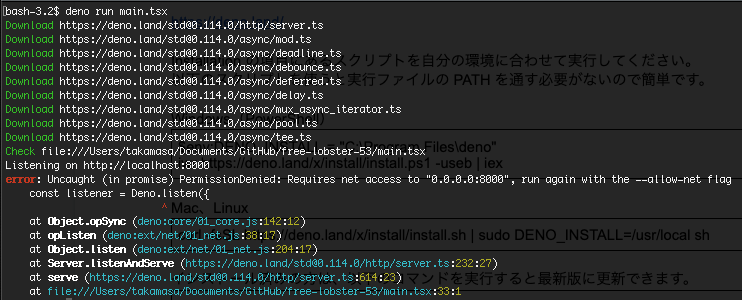 bash-3.2$ deno run main.tsx
Download https://deno.land/std@0.114.0/http/server.ts
Download https://deno.land/std@0.114.0/async/mod.ts
Download https://deno.land/std@0.114.0/async/deadline.ts
Download https://deno.land/std@0.114.0/async/debounce.ts スクリプトを自分の環境に合わせて実行してください。
Download https://deno.land/std@0.114.0/async/deferred.ts
Download https://deno.land/std@0.114.0/async/delay.ts 実行ファイルの PATH を通す必要がないので簡単です。
Download https://deno.land/std@0.114.0/async/mux_async_iterator.ts
Download https://deno.land/std@0.114.0/async/pool.ts
Download https://deno.land/std@0.114.0/async/tee.ts
Check file:///Users/takamasa/Documents/GitHub/free-lobster-53/main.tsx
Listening on http://localhost:8000
https://deno.land/x/install/install.ps1 -useb | iex
error: Uncaught (in promise) PermissionDenied: Requires net access to "0.0.0.0:8000", run again with the --allow-net flag
const listener = Deno.listen({
^
Mac、Linux
at Object.opSync (deno:core/01_core.js:142:12)
at opListen (deno:ext/net/01_net.js:38:17)
/deno.land/x/install/install.sh | sudo DENO_INSTALL=/usr/local sh
at Object.listen (deno:ext/net/01_net.js:204:17)
at Server.listenAndServe (https://deno.land/std@0.114.0/http/server.ts:232:27)
at serve (https://deno.land/std@0.114.0/http/server.ts:614:23) マンドを実行すると最新版に更新できます。
at file:///Users/takamasa/Documents/GitHub/free-lobster-53/main.tsx:33:1